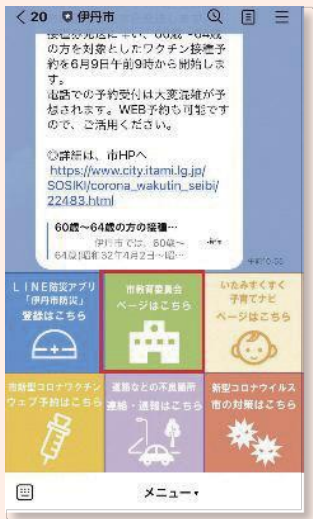 20 伊丹市
の方を対象としたワクチン接種予
約を6月9日午前9時から開始しま
す。
電話での予約受付は大変混雑が予
想されます。WEB予約も可能です
ので、ご活用ください。
◎詳細は、市HPへ
https://www.city.itami.lg.jp/
SOSIKI/corona_wakutin_seibi/
22483.html
60歳~64歳の方の接種…
伊丹市では、60歳~
64歳(昭和32年4月2日~昭…
LINE防災アプリ
「伊丹市防災」
登録はこちら
市教育委員会
ページはこちら
いたみすくすく
子育てナビ
ページはこちら
市新型コロナワクチン
ウェブ予約はこちら
道路などの不良箇所
連絡・通報はこちら
新型コロナウイルス
市の対策はこちら
メニュー▾